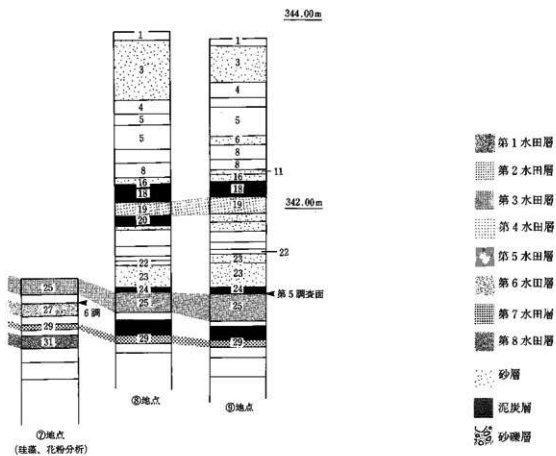 344.00m
1
3
4
5
5
8
16
18
19
20
22
23
24
25
29
⑧地点
1
3
4
5
6
8
8
11
16
18
19
342.00m
22
23
23
24
25
第5調査面
29
⑨地点
25
27
6調
29
31
⑦地点
(珪藻、花粉分析)
第1水田層
第2水田層
第3水田層
第4水田層
第5水田層
第6水田層
第7水田層
第8水田層
砂層
泥炭層
砂礫層